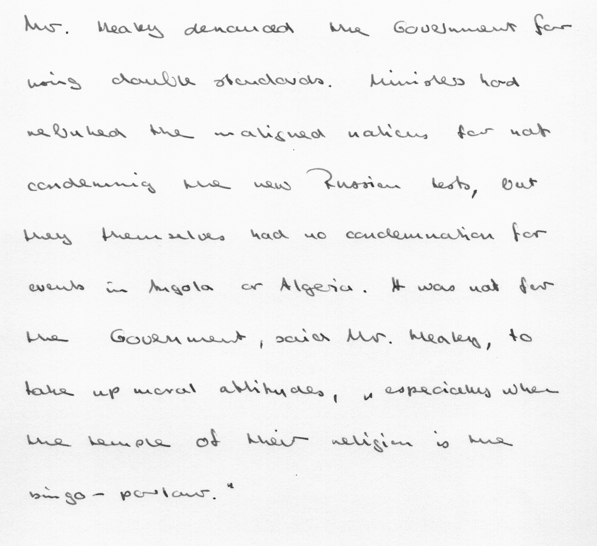 Mr. Healey denounced the Government for
using double standards. Ministers had
rebuked the unaligned nations for not
condemning the new Russian tests, but
they themselves had no condemnation for
events in Angola or Algeria. It was not for
the Government, said Mr. Healey, to
take up moral attitudes, "especially when
the temple of their religion is the
bingo-parlour."